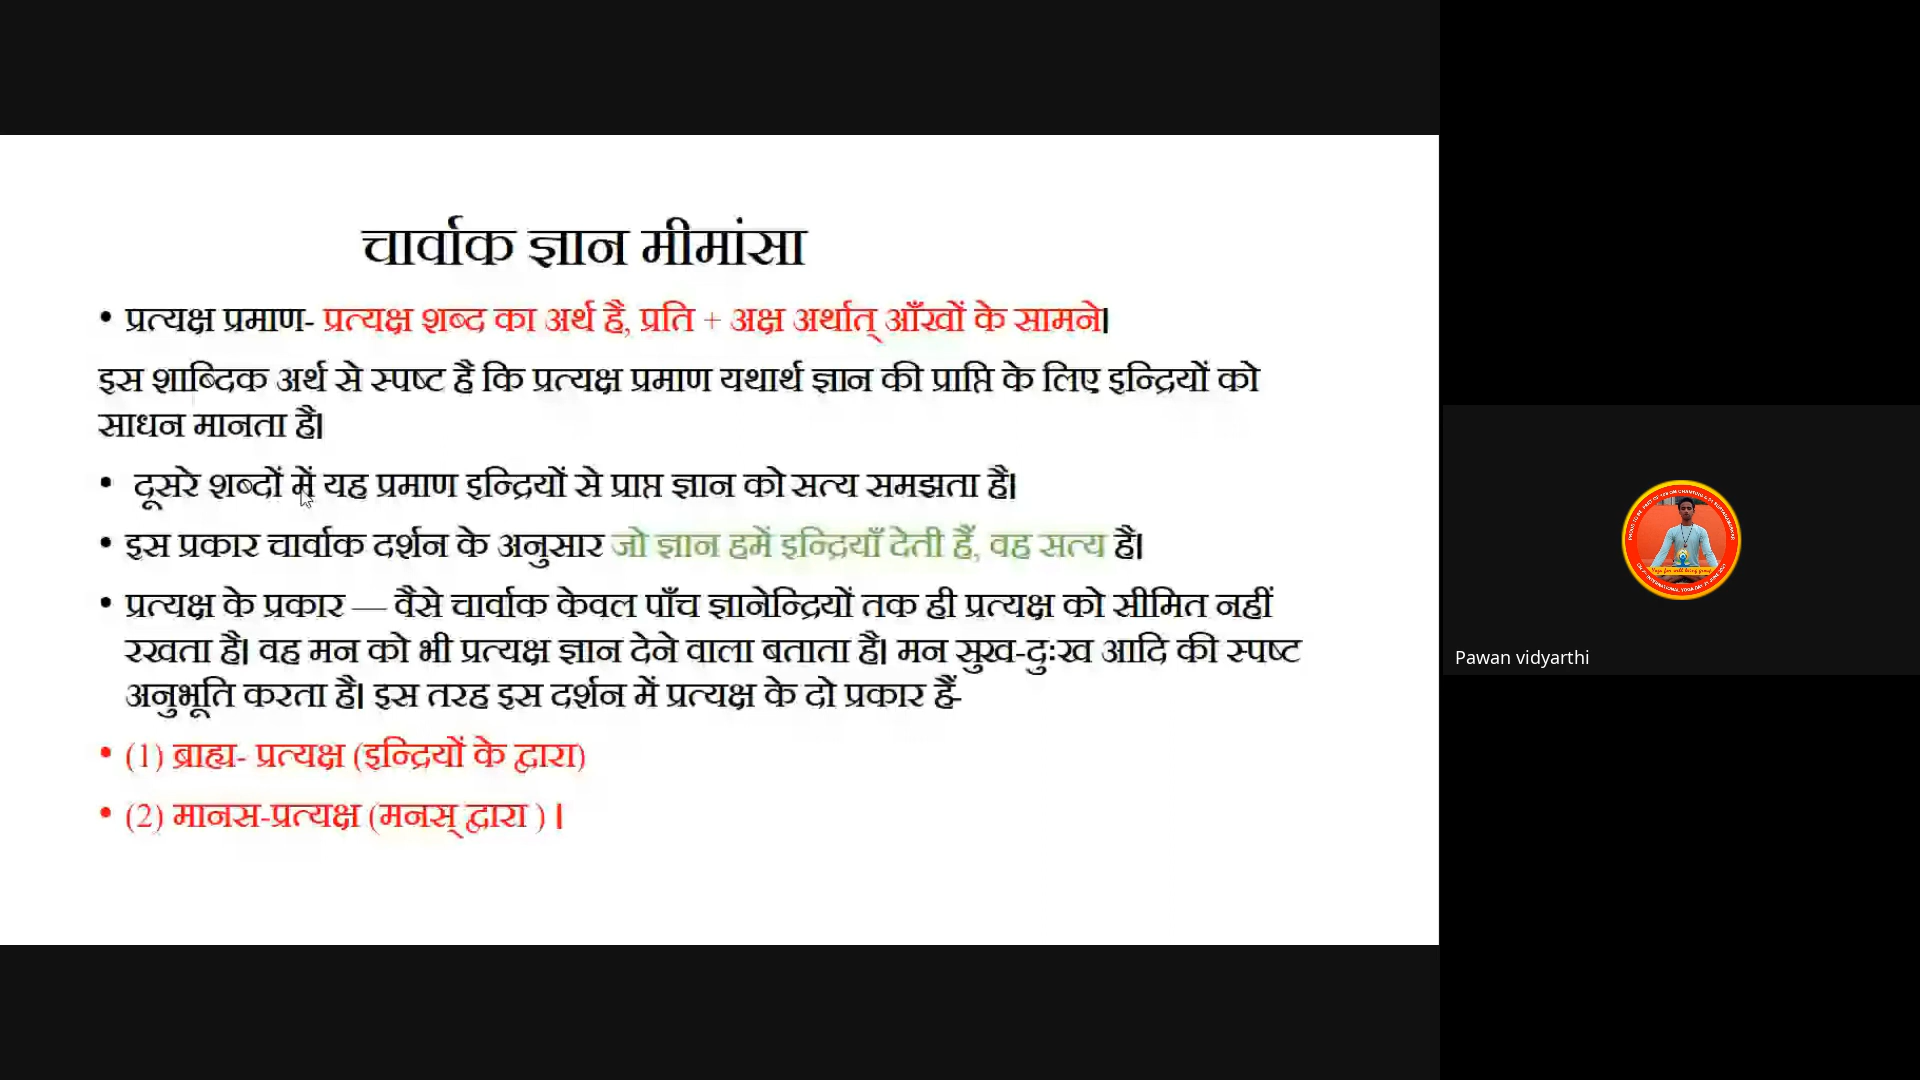 चार्वाक ज्ञान मीमांसा
• प्रत्यक्ष प्रमाण- प्रत्यक्ष शब्द का अर्थ है, प्रति + अक्ष अर्थात् आँखों के सामने।
इस शाब्दिक अर्थ से स्पष्ट है कि प्रत्यक्ष प्रमाण यथार्थ ज्ञान की प्राप्ति के लिए इन्द्रियों को
साधन मानता है।
• दूसरे शब्दों में यह प्रमाण इन्द्रियों से प्राप्त ज्ञान को सत्य समझता है।
• इस प्रकार चार्वाक दर्शन के अनुसार जो ज्ञान हमें इन्द्रियाँ देती हैं, वह सत्य है।
• प्रत्यक्ष के प्रकार — वैसे चार्वाक केवल पाँच ज्ञानेन्द्रियों तक ही प्रत्यक्ष को सीमित नहीं
रखता है। वह मन को भी प्रत्यक्ष ज्ञान देने वाला बताता है। मन सुख-दुःख आदि की स्पष्ट
अनुभूति करता है। इस तरह इस दर्शन में प्रत्यक्ष के दो प्रकार हैं-
• (1) ब्राह्य- प्रत्यक्ष (इन्द्रियों के द्वारा)
• (2) मानस-प्रत्यक्ष (मनस् द्वारा ) ।
Pawan vidyarthi